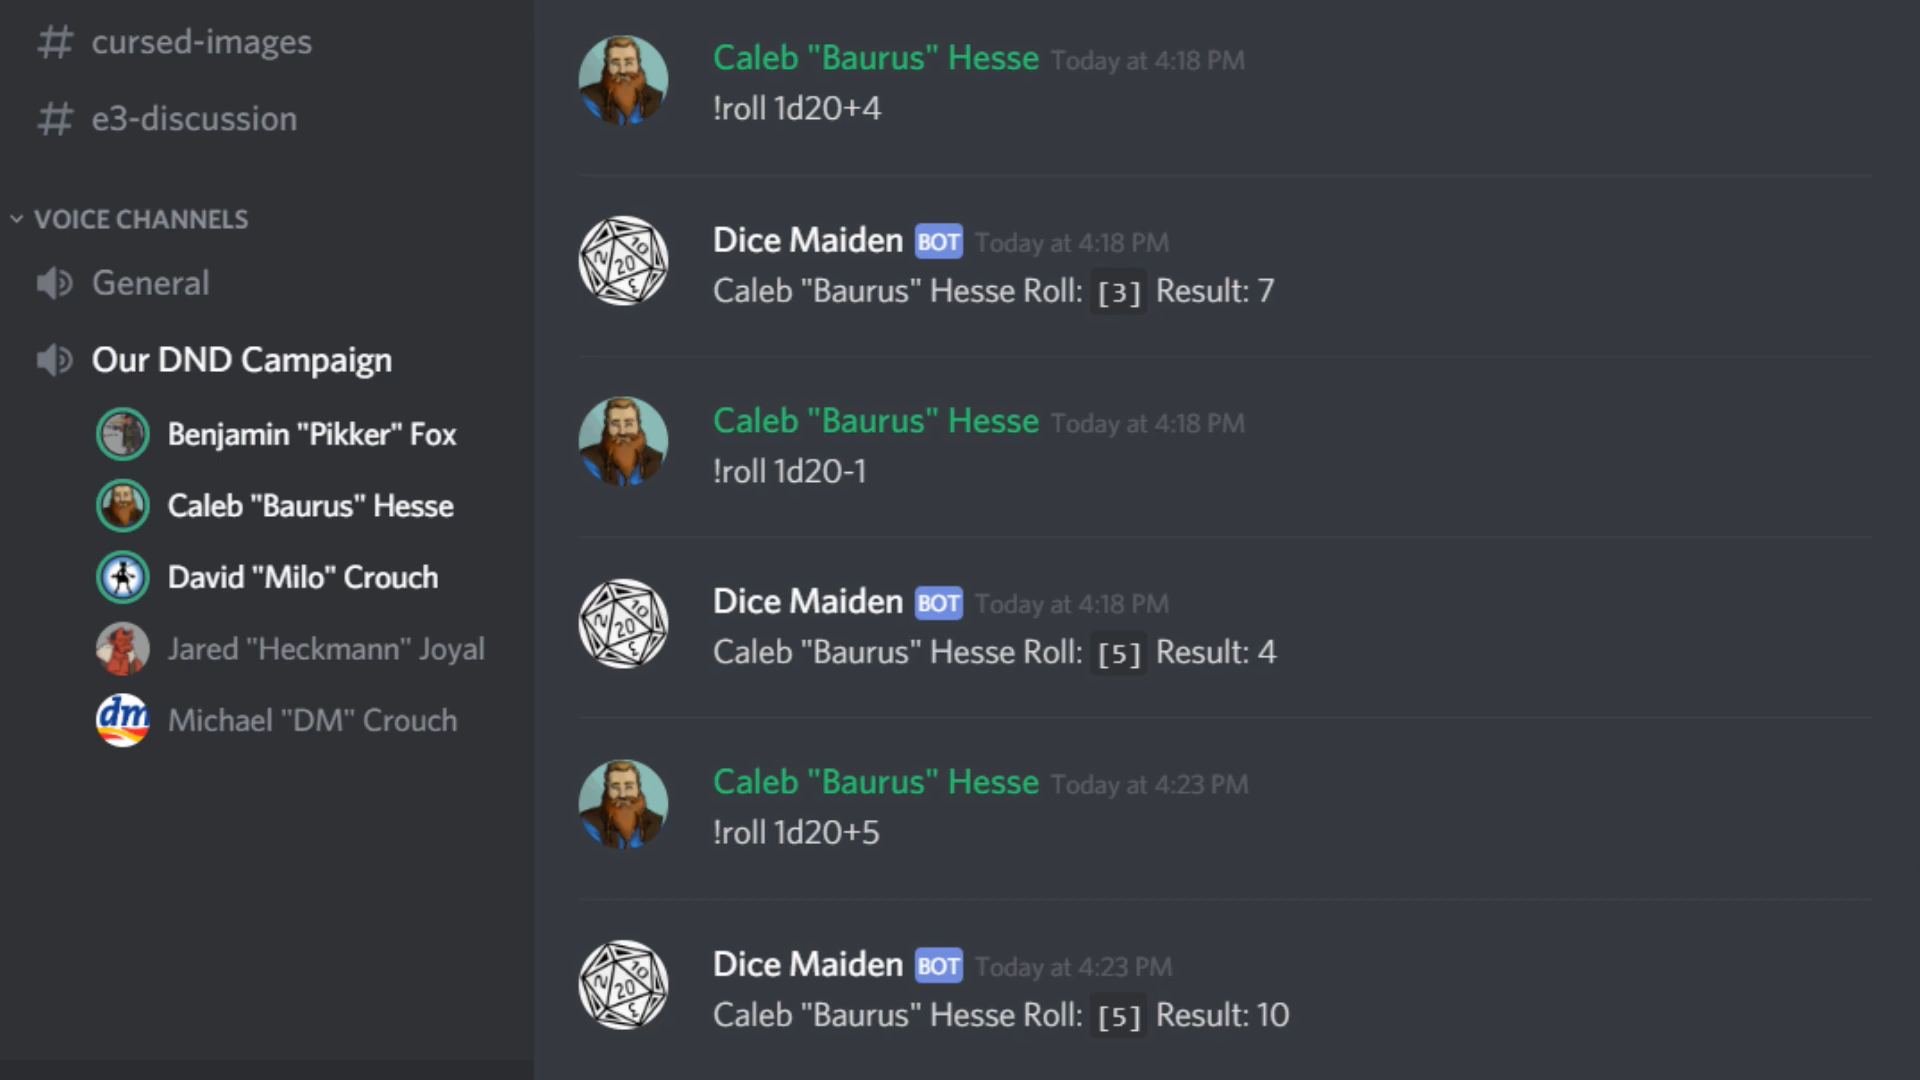 cursed-images
e3-discussion
VOICE CHANNELS
General
Our DND Campaign
Benjamin "Pikker" Fox
Caleb "Baurus" Hesse
David "Milo" Crouch
Jared "Heckmann" Joyal
dm
Michael "DM" Crouch
Caleb "Baurus" Hesse Today at 4:18 PM
!roll 1d20+4
Dice Maiden BOT Today at 4:18 PM
Caleb "Baurus" Hesse Roll: [3] Result: 7
Caleb "Baurus" Hesse Today at 4:18 PM
!roll 1d20-1
Dice Maiden BOT Today at 4:18 PM
Caleb "Baurus" Hesse Roll: [5] Result: 4
Caleb "Baurus" Hesse Today at 4:23 PM
!roll 1d20+5
Dice Maiden BOT Today at 4:23 PM
Caleb "Baurus" Hesse Roll: [5] Result: 10